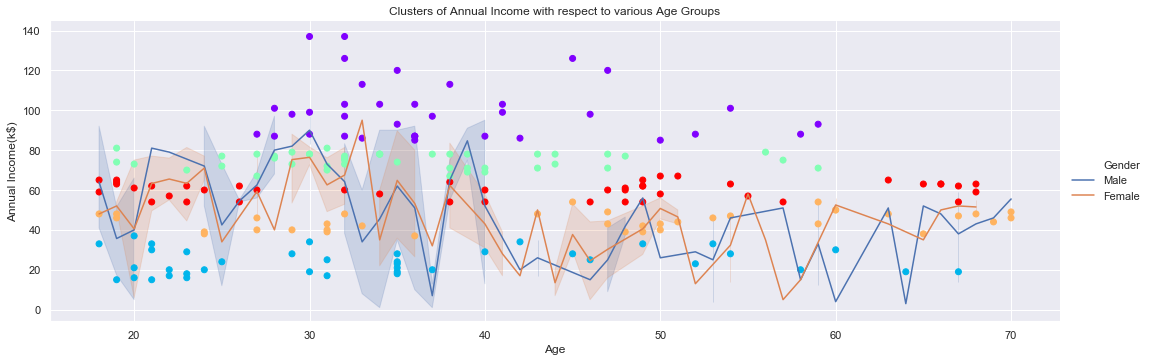 Clusters of Annual Income with respect to various Age Groups
Annual Income(k$)
140
120
100
80
60
40
20
0
20
30
40
50
60
70
Age
Gender
Male
Female